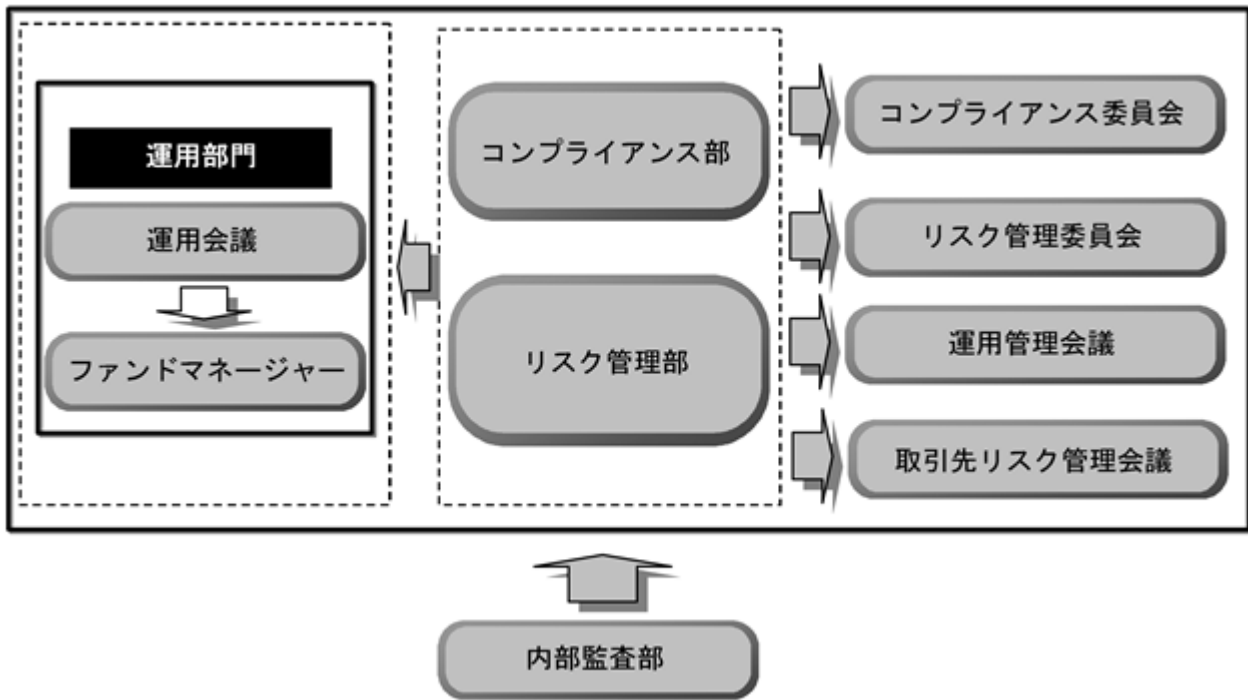 運用部門
運用会議
ファンドマネージャー
コンプライアンス部
リスク管理部
コンプライアンス委員会
リスク管理委員会
運用管理会議
取引先リスク管理会議
内部監査部